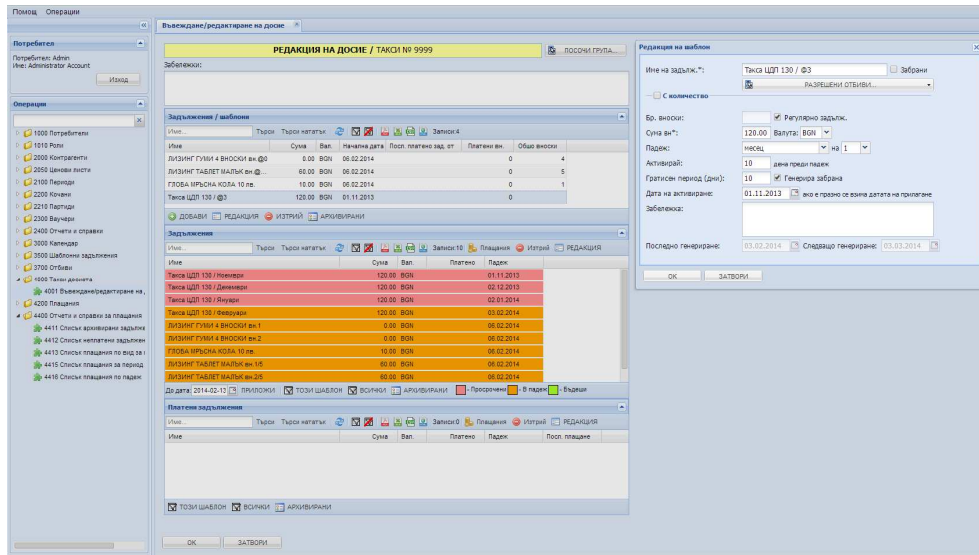 Помощ Операции
Въвеждане/редактиране на досие
Потребител
Потребител: Admin
Име: Administrator Account
Изход
Операции
1000 Потребители
1010 Роли
2000 Контрагенти
2050 Ценови листи
2100 Периоди
2200 Кочани
2210 Партиди
2300 Ваучери
2400 Отчети и справки
3000 Календар
3500 Шаблонни задължения
3700 Отбиви
4000 Такси досиета
4001 Въвеждане/редактиране на
4200 Плащания
4400 Отчети и справки за плащания
4411 Списък архивирани задълже
4412 Списък неплатени задължен
4413 Списък плащания по вид за
4415 Списък плащания за период
4416 Списък плащания по падеж
РЕДАКЦИЯ НА ДОСИЕ / ТАКСИ № 9999
ПОСОЧИ ГРУПА...
Забележки:
Задължения / шаблони
Име... Търси Търси нататък Записи:4
Име Сума Вал. Начална дата Посл. платено зад. от Платени вн. Общо вноски
ЛИЗИНГ ГУМИ 4 ВНОСКИ вн.@0 0.00 BGN 06.02.2014 0 4
ЛИЗИНГ ТАБЛЕТ МАЛЪК вн.@... 60.00 BGN 06.02.2014 0 5
ГЛОБА МРЪСНА КОЛА 10 лв. 10.00 BGN 06.02.2014 0 1
Такса ЦДП 130 / @3 120.00 BGN 01.11.2013 0
ДОБАВИ РЕДАКЦИЯ ИЗТРИЙ АРХИВИРАНИ
Задължения
Име... Търси Търси нататък Записи:10 Плащания Изтрий РЕДАКЦИЯ
Име Сума Вал. Платено Падеж
Такса ЦДП 130 / Ноември 120.00 BGN 01.11.2013
Такса ЦДП 130 / Декември 120.00 BGN 02.12.2013
Такса ЦДП 130 / Януари 120.00 BGN 02.01.2014
Такса ЦДП 130 / Февруари 120.00 BGN 03.02.2014
ЛИЗИНГ ГУМИ 4 ВНОСКИ вн.1 0.00 BGN 06.02.2014
ЛИЗИНГ ГУМИ 4 ВНОСКИ вн.2 0.00 BGN 06.02.2014
ГЛОБА МРЪСНА КОЛА 10 лв. 10.00 BGN 06.02.2014
ЛИЗИНГ ТАБЛЕТ МАЛЪК вн.1/5 60.00 BGN 06.02.2014
ЛИЗИНГ ТАБЛЕТ МАЛЪК вн.2/5 60.00 BGN 06.02.2014
До дата: 2014-02-13 ПРИЛОЖИ ТОЗИ ШАБЛОН ВСИЧКИ АРХИВИРАНИ - Просрочени - В падеж - Бъдещи
Платени задължения
Име... Търси Търси нататък Записи:0 Плащания Изтрий РЕДАКЦИЯ
Име Сума Вал. Платено Падеж Посл. плащане
ТОЗИ ШАБЛОН ВСИЧКИ АРХИВИРАНИ
ОК ЗАТВОРИ
Редакция на шаблон
Име на задълж.*: Такса ЦДП 130 / @3 Забрани
РАЗРЕШЕНИ ОТБИВИ...
С количество
Бр. вноски: Регулярно задълж.
Сума вн*: 120.00 Валута: BGN
Падеж: месец на 1
Активирай: 10 дена преди падеж
Гратисен период (дни): 10 Генерира забрана
Дата на активиране: 01.11.2013 ако е празно се взима датата на прилагане
Забележка:
Последно генериране: 03.02.2014 Следващо генериране: 03.03.2014
ОК ЗАТВОРИ